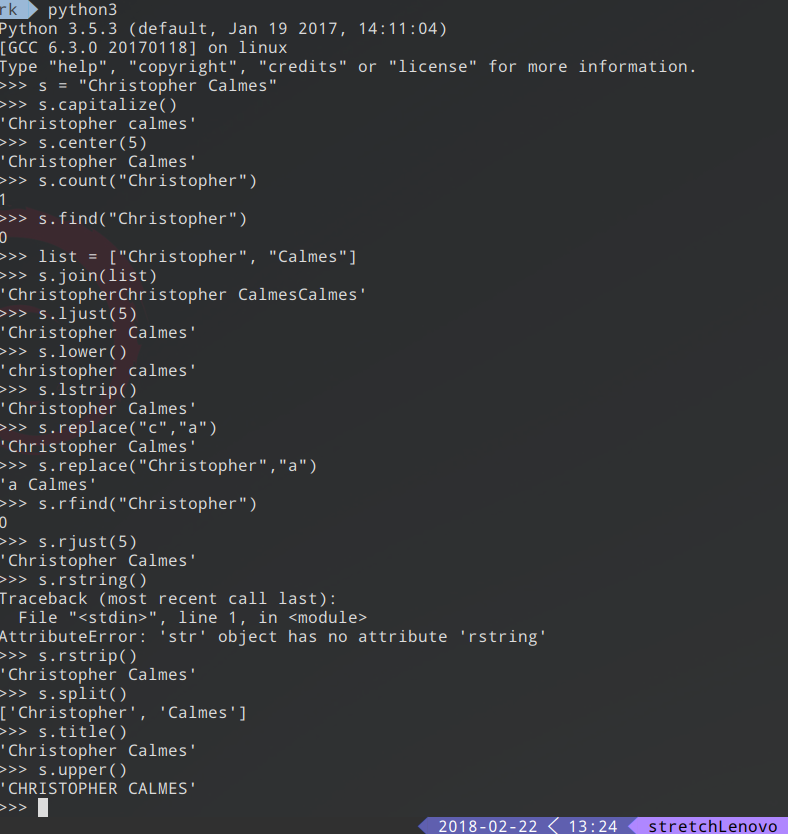 rk python3
Python 3.5.3 (default, Jan 19 2017, 14:11:04)
[GCC 6.3.0 20170118] on linux
Type "help", "copyright", "credits" or "license" for more information.
>>> s = "Christopher Calmes"
>>> s.capitalize()
'Christopher calmes'
>>> s.center(5)
'Christopher Calmes'
>>> s.count("Christopher")
1
>>> s.find("Christopher")
0
>>> list = ["Christopher", "Calmes"]
>>> s.join(list)
'ChristopherChristopher CalmesCalmes'
>>> s.ljust(5)
'Christopher Calmes'
>>> s.lower()
'christopher calmes'
>>> s.lstrip()
'Christopher Calmes'
>>> s.replace("c","a")
'Christopher Calmes'
>>> s.replace("Christopher","a")
'a Calmes'
>>> s.rfind("Christopher")
0
>>> s.rjust(5)
'Christopher Calmes'
>>> s.rstring()
Traceback (most recent call last):
  File "<stdin>", line 1, in <module>
AttributeError: 'str' object has no attribute 'rstring'
>>> s.rstrip()
'Christopher Calmes'
>>> s.split()
['Christopher', 'Calmes']
>>> s.title()
'Christopher Calmes'
>>> s.upper()
'CHRISTOPHER CALMES'
>>>
2018-02-22 13:24 stretchLenovo